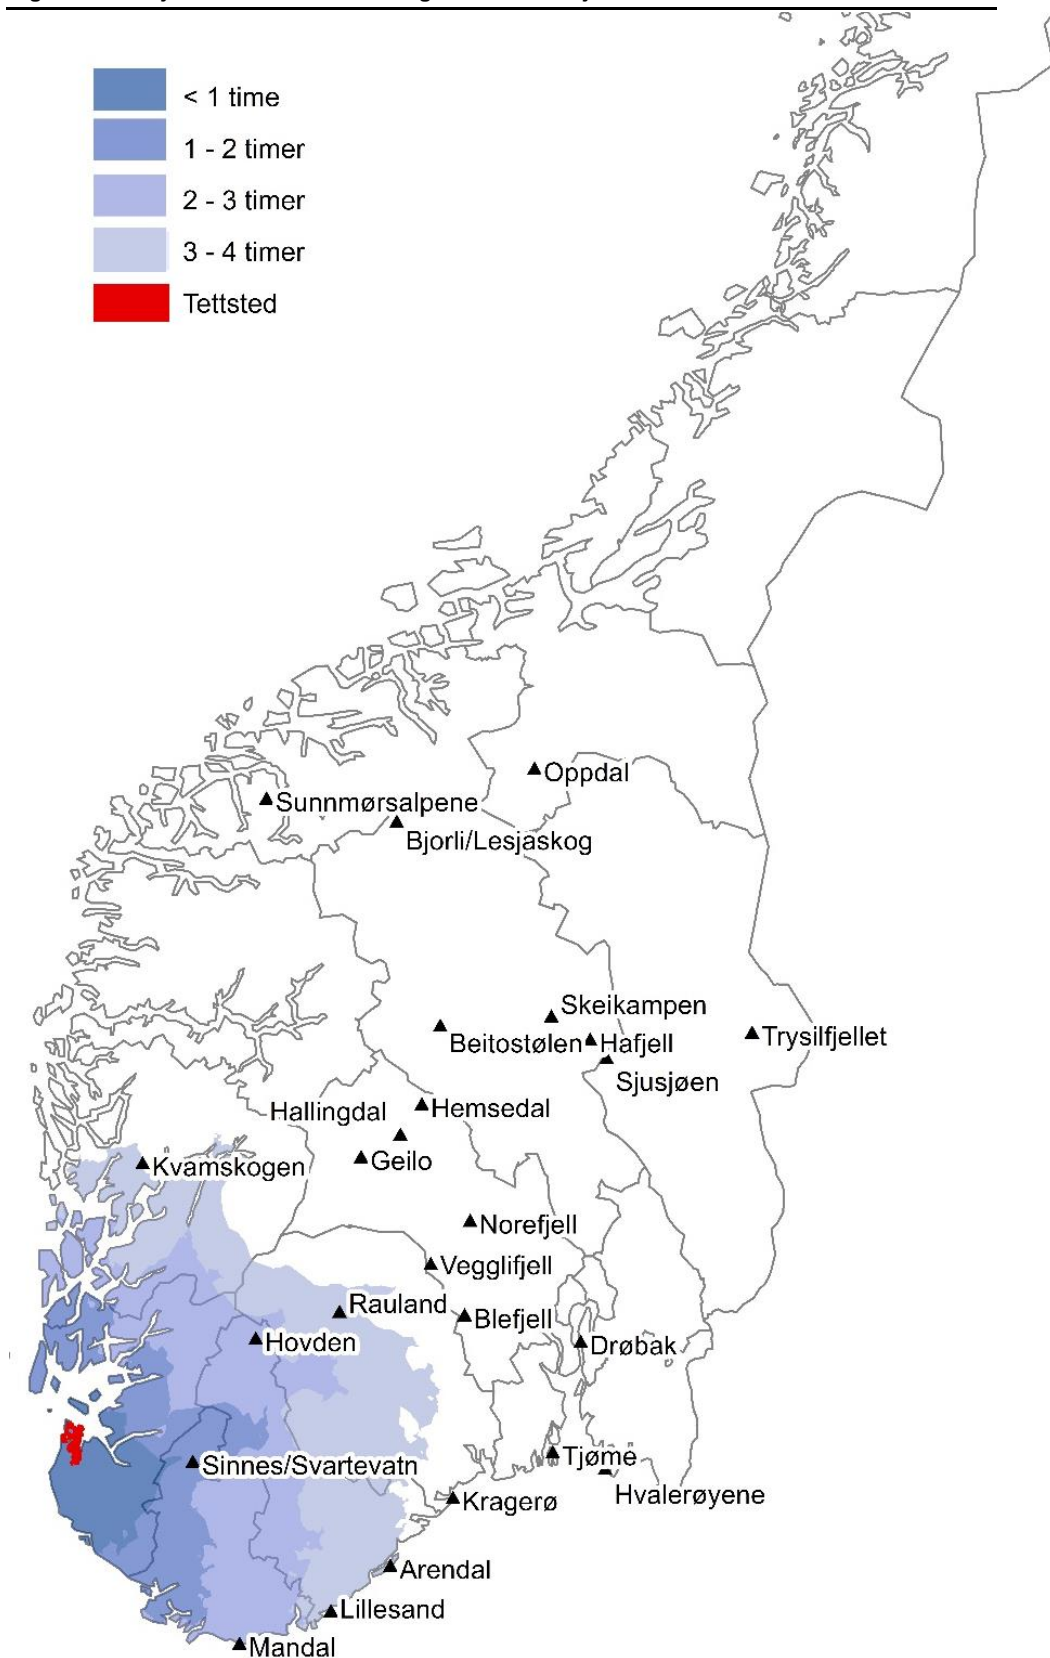 < 1 time
1 - 2 timer
2 - 3 timer
3 - 4 timer
Tettsted
Oppdal
Sunnmørsalpene
Bjorli/Lesjaskog
Skeikampen
Beitostølen
Hafjell
Trysilfjellet
Sjusjøen
Hallingdal
Hemsedal
Geilo
Kvamskogen
Norefjell
Vegglifjell
Rauland
Blefjell
Hovden
Drøbak
Tjøme
Sinnes/Svartevatn
Hvalerøyene
Kragerø
Arendal
Lillesand
Mandal